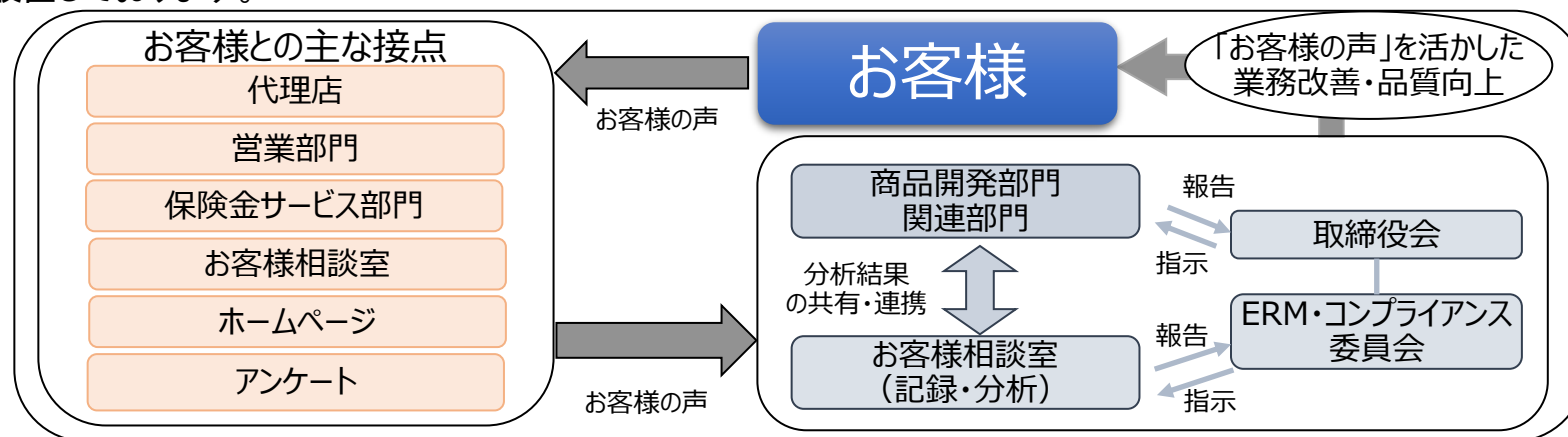 お客様との主な接点
代理店
営業部門
保険金サービス部門
お客様相談室
ホームページ
アンケート
お客様の声
お客様の声
お客様
「お客様の声」を活かした
業務改善・品質向上
商品開発部門
関連部門
分析結果
の共有・連携
お客様相談室
（記録・分析）
報告
指示
取締役会
報告
指示
ERM・コンプライアンス
委員会